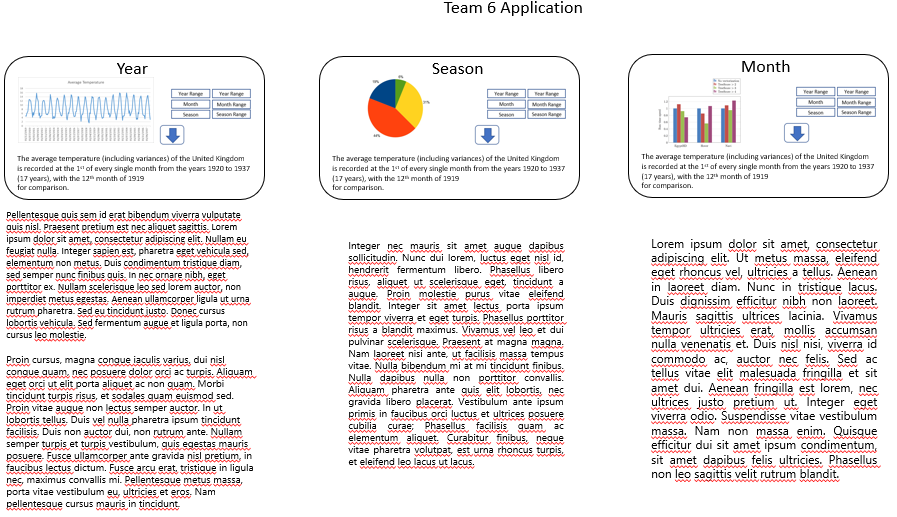 Team 6 Application
Year
Average Temperature
Year Range
Year Range
Month
Month Range
Season
Season Range
The average temperature (including variances) of the United Kingdom
is recorded at the 1st of every single month from the years 1920 to 1937
(17 years), with the 12th month of 1919
for comparison.
Pellentesque quis sem id erat bibendum viverra vulputate
quis nisl. Praesent pretium est nec aliquet sagittis. Lorem
ipsum dolor sit amet, consectetur adipiscing elit. Nullam eu
feugiat nulla. Integer sapien est, pharetra eget vehicula sed,
elementum non metus. Duis condimentum tristique diam,
sed semper nunc finibus quis. In nec ornare nibh, eget
porttitor ex. Nullam scelerisque leo sed lorem auctor, non
imperdiet metus egestas. Aenean ullamcorper ligula ut urna
rutrum pharetra. Sed eu tincidunt justo. Donec cursus
lobortis vehicula. Sed fermentum augue et ligula porta, non
cursus leo molestie.
Proin cursus, magna congue iaculis varius, dui nisl
congue quam, nec posuere dolor orci ac turpis. Aliquam
eget orci ut elit porta aliquet ac non quam. Morbi
tincidunt turpis risus, et sodales quam euismod sed.
Proin vitae augue non lectus semper auctor. In ut
lobortis tellus. Duis vel nulla pharetra ipsum tincidunt
facilisis. Duis non auctor dui, non rutrum ante. Nullam
semper turpis et turpis vestibulum, quis egestas mauris
posuere. Fusce ullamcorper ante gravida nisl pretium, in
faucibus lectus dictum. Fusce arcu erat, tristique in ligula
nec, maximus convallis mi. Pellentesque metus massa,
porta vitae vestibulum eu, ultricies et eros. Nam
pellentesque cursus mauris in tincidunt.
Season
Year Range
Year Range
Month
Month Range
Season
Season Range
The average temperature (including variances) of the United Kingdom
is recorded at the 1st of every single month from the years 1920 to 1937
(17 years), with the 12th month of 1919
for comparison.
Integer nec mauris sit amet augue dapibus
sollicitudin. Nunc dui lorem, luctus eget nisl id,
hendrerit fermentum libero. Phasellus libero
risus, aliquet ut scelerisque eget, tincidunt a
augue. Proin molestie purus vitae eleifend
blandit. Integer sit amet lectus porta ipsum
tempor viverra et eget turpis. Phasellus porttitor
risus a blandit maximus. Vivamus vel leo et dui
pulvinar scelerisque. Praesent at magna magna.
Nam laoreet nisi ante, ut facilisis massa tempus
vitae. Nulla bibendum mi at mi tincidunt finibus.
Nulla dapibus nulla non porttitor convallis.
Aliquam pharetra ante quis elit lobortis, nec
gravida libero placerat. Vestibulum ante ipsum
primis in faucibus orci luctus et ultrices posuere
cubilia curae; Phasellus facilisis quam ac
elementum aliquet. Curabitur finibus, neque
vitae pharetra volutpat, est urna rhoncus turpis,
et eleifend leo lacus ut lacus.
Month
Year Range
Year Range
Month
Month Range
Season
Season Range
The average temperature (including variances) of the United Kingdom
is recorded at the 1st of every single month from the years 1920 to 1937
(17 years), with the 12th month of 1919
for comparison.
Lorem ipsum dolor sit amet, consectetur
adipiscing elit. Ut metus massa, eleifend
eget rhoncus vel, ultricies a tellus. Aenean
in laoreet diam. Nunc in tristique lacus.
Duis dignissim efficitur nibh non laoreet.
Mauris sagittis ultrices lacinia. Vivamus
tempor ultricies erat, mollis accumsan
nulla venenatis et. Duis nisl nisi, viverra id
commodo ac, auctor nec felis. Sed ac
tellus vitae elit malesuada fringilla et sit
amet dui. Aenean fringilla est lorem, nec
ultrices justo pretium ut. Integer eget
viverra odio. Suspendisse vitae vestibulum
massa. Nam non massa enim. Quisque
efficitur dui sit amet ipsum condimentum,
sit amet dapibus felis ultricies. Phasellus
non leo sagittis velit rutrum blandit.